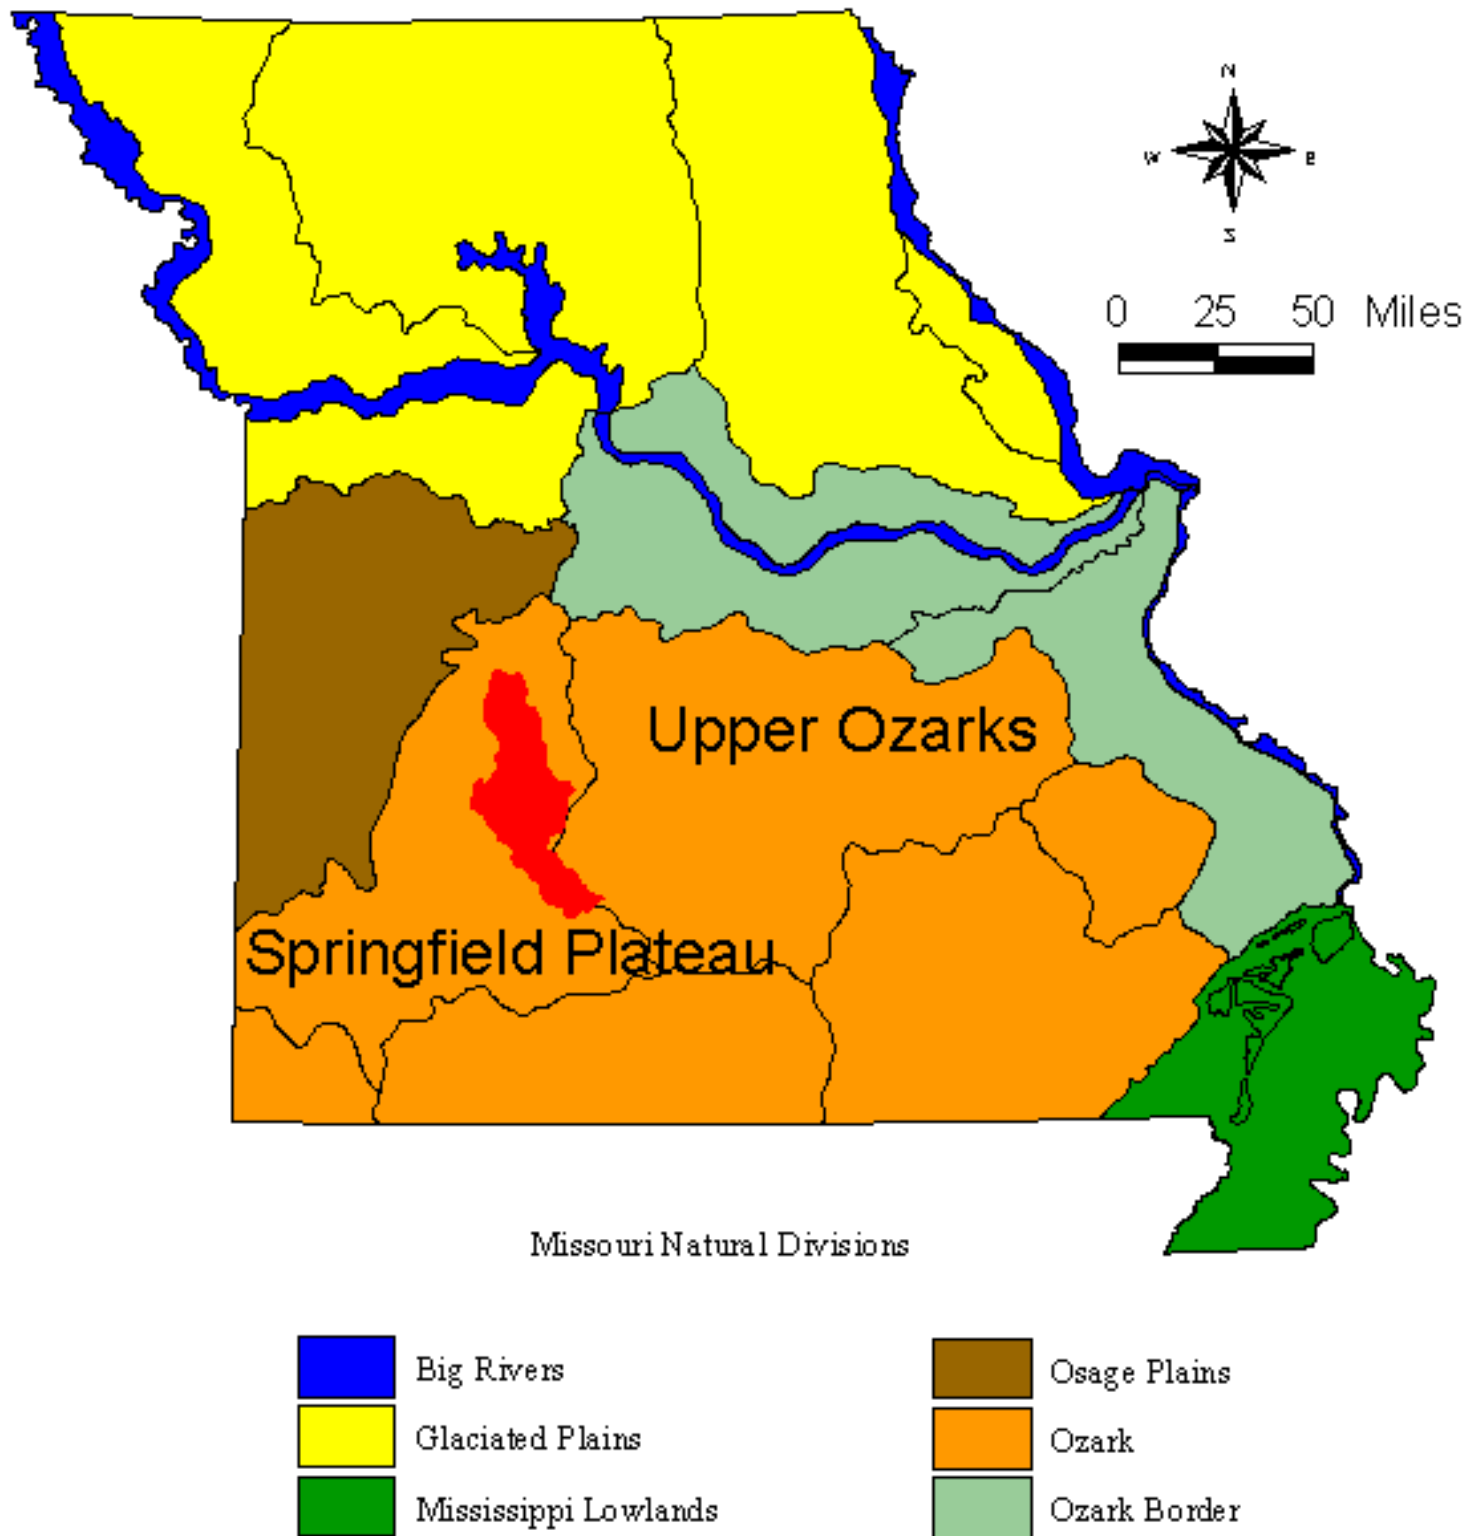 N
W E
S
0 25 50 Miles
Upper Ozarks
Springfield Plateau
Missouri Natural Divisions
Big Rivers
Osage Plains
Glaciated Plains
Ozark
Mississippi Lowlands
Ozark Border